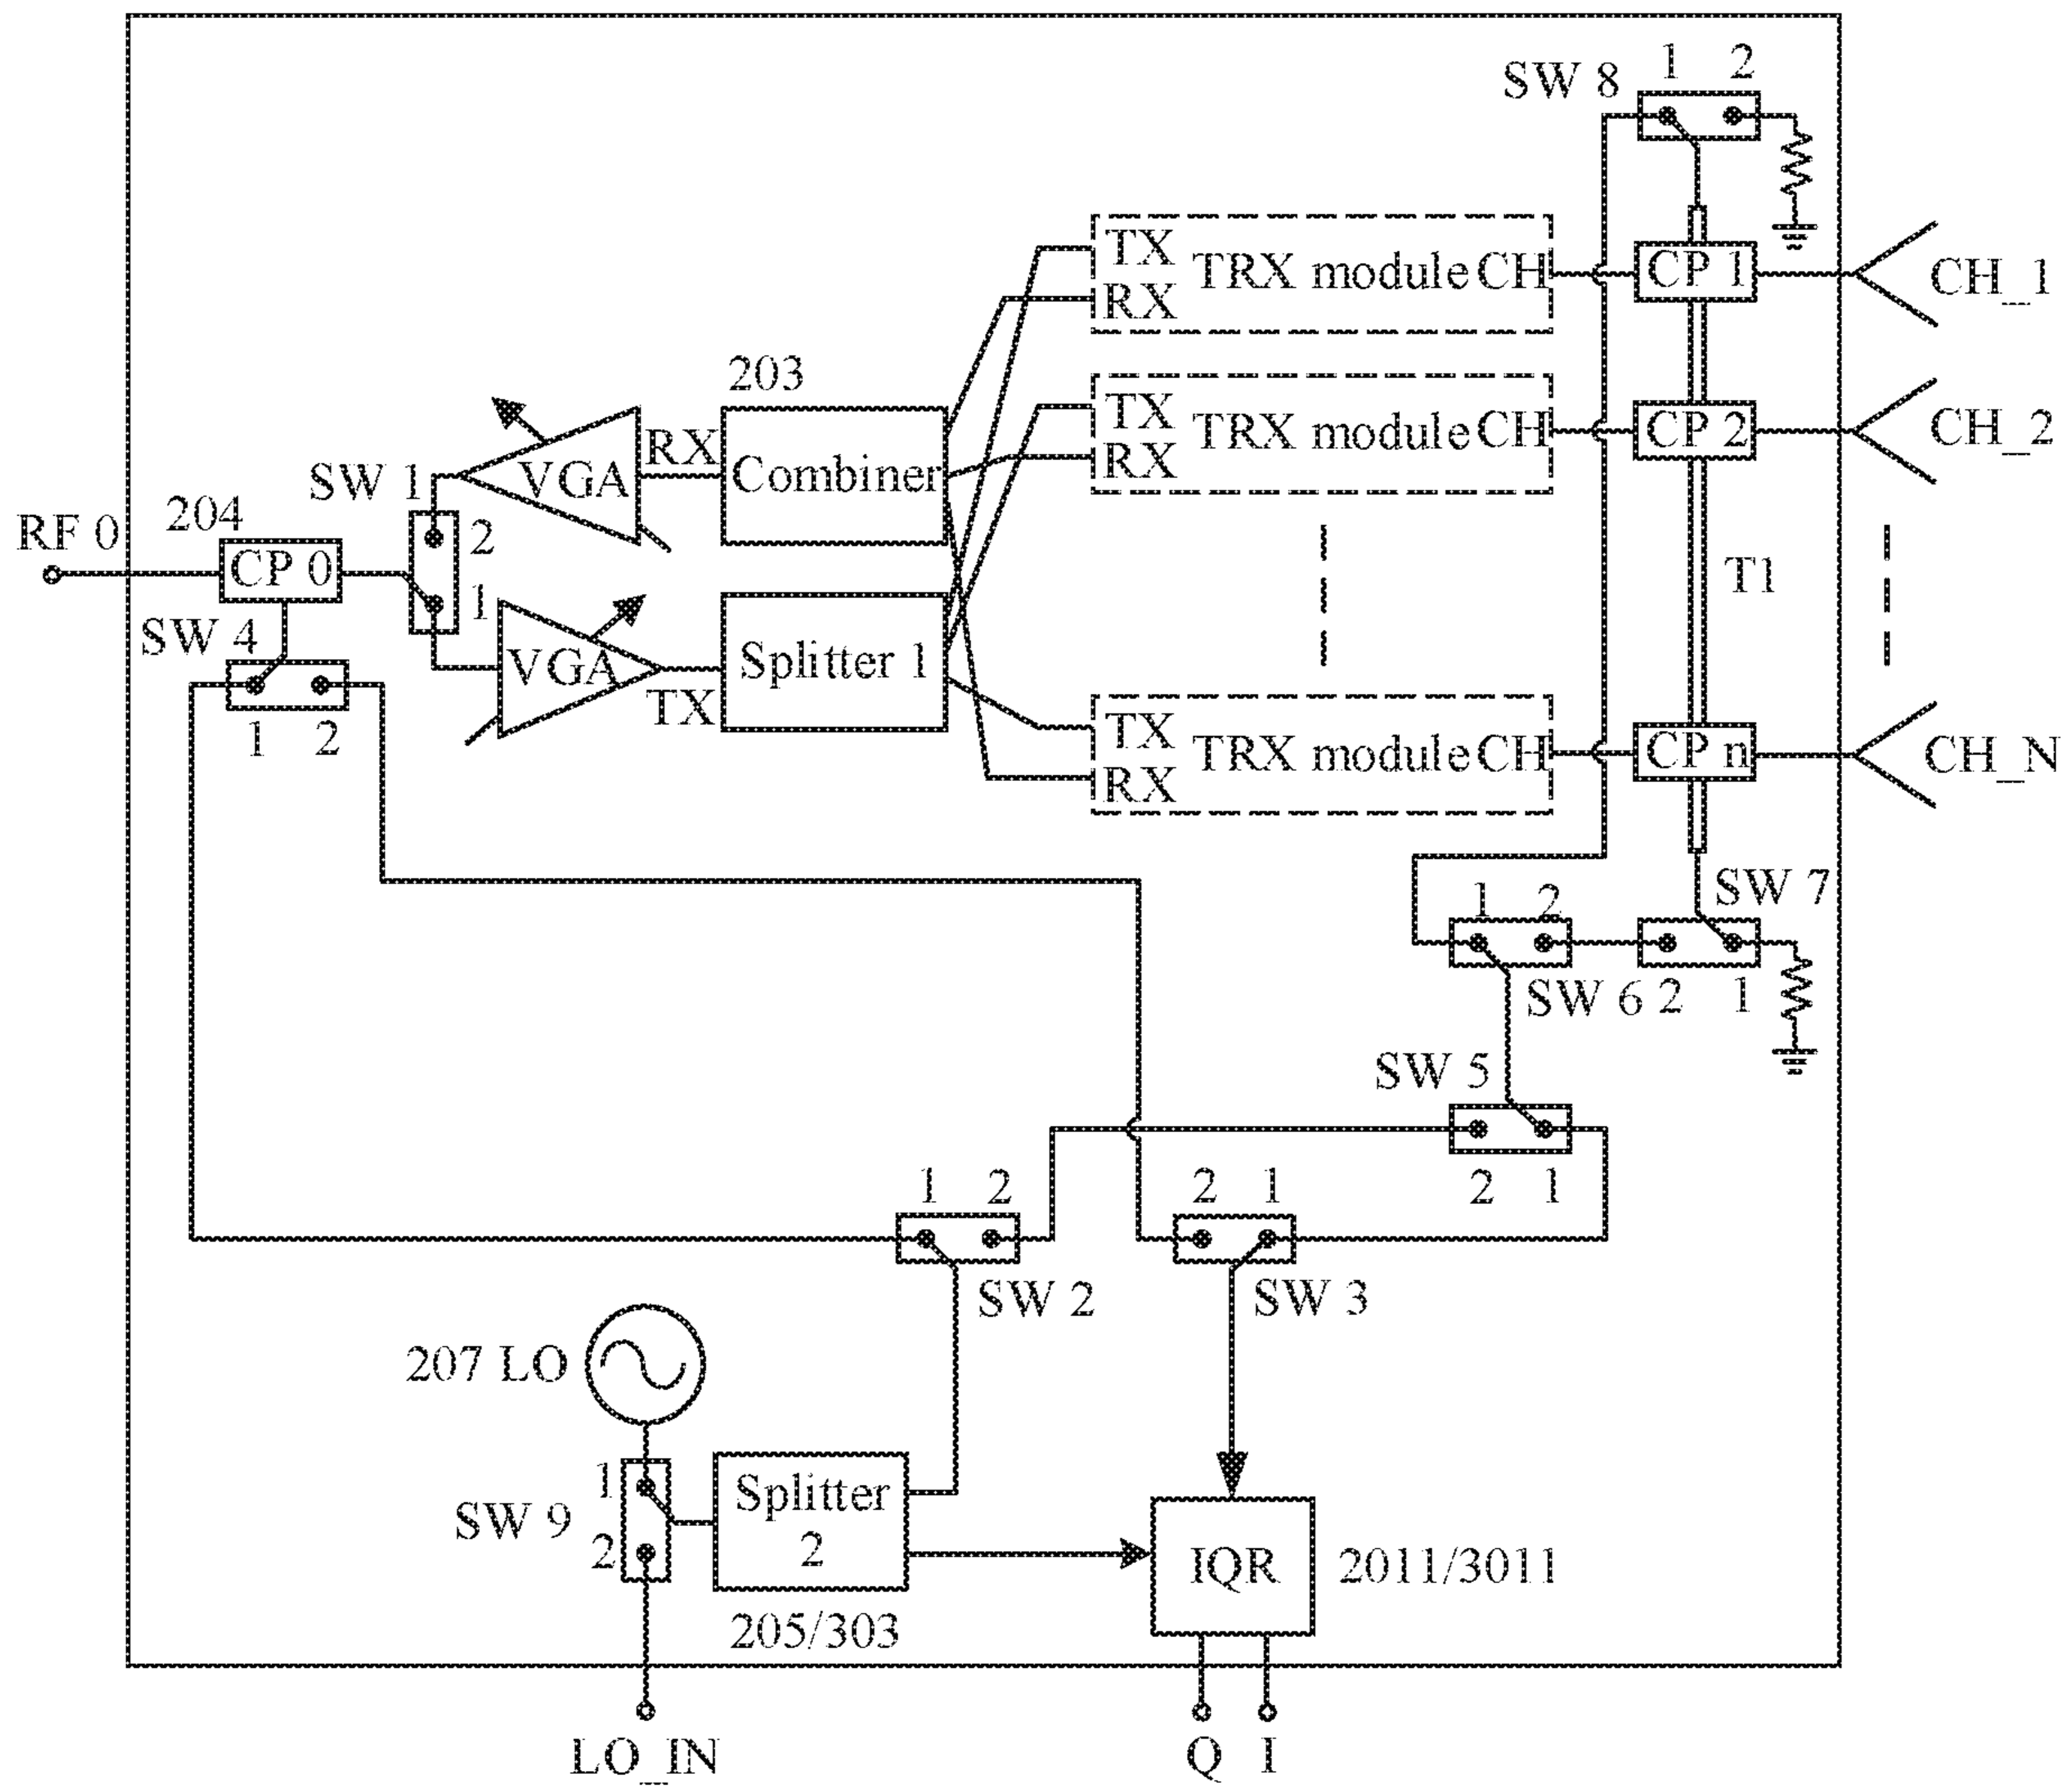 1 2
SW 8
TX
TRX module CH
RX
CP 1
CH_1
203
TX
TRX module CH
RX
CP 2
CH_2
RX
VGA
Combiner
SW 1
204
2
RF 0
CP 0
1
T1
SW 4
VGA
Splitter 1
TX
1 2
TX
TRX module CH
RX
CP n
CH_N
1 2
SW 7
SW 6
2 1
SW 5
2 1
1 2
2 1
SW 2
SW 3
207 LO
1
SW 9
2
Splitter
2
IQR
2011/3011
205/303
LO_IN
Q I